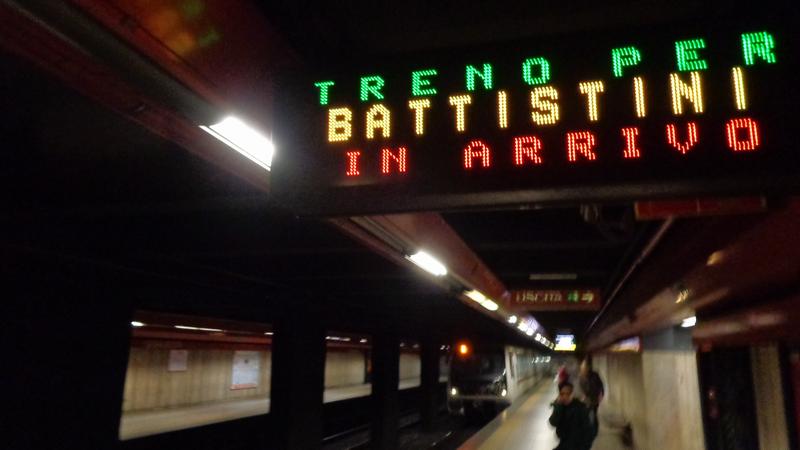 TRENO PER
BATTISTINI
IN ARRIVO
USCITA